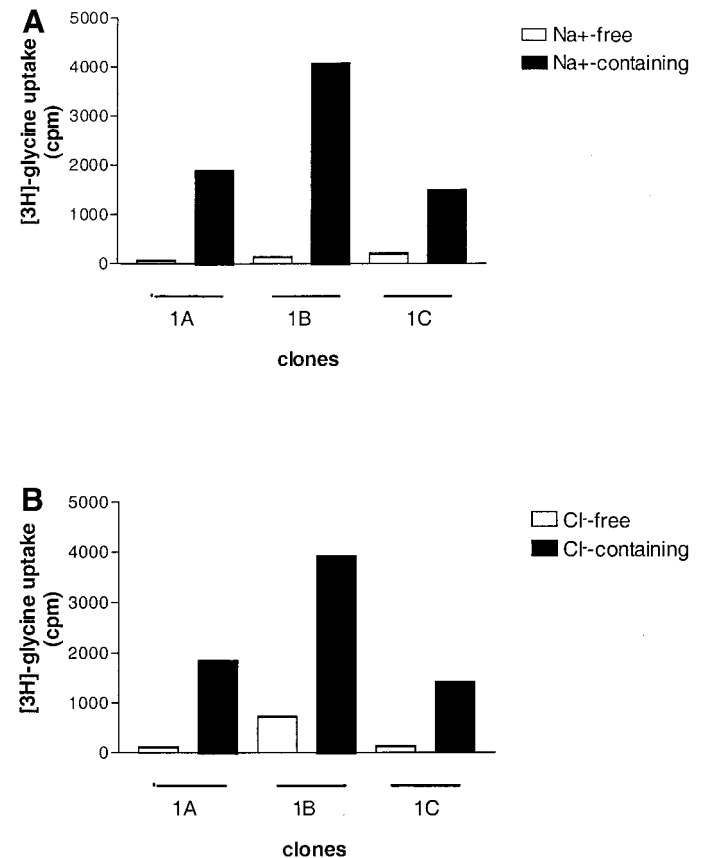 A
[3H]-glycine uptake
(cpm)
5000
4000
3000
2000
1000
0
Na+-free
Na+-containing
1A
1B
1C
clones
B
[3H]-glycine uptake
(cpm)
5000
4000
3000
2000
1000
0
Cl--free
Cl--containing
1A
1B
1C
clones